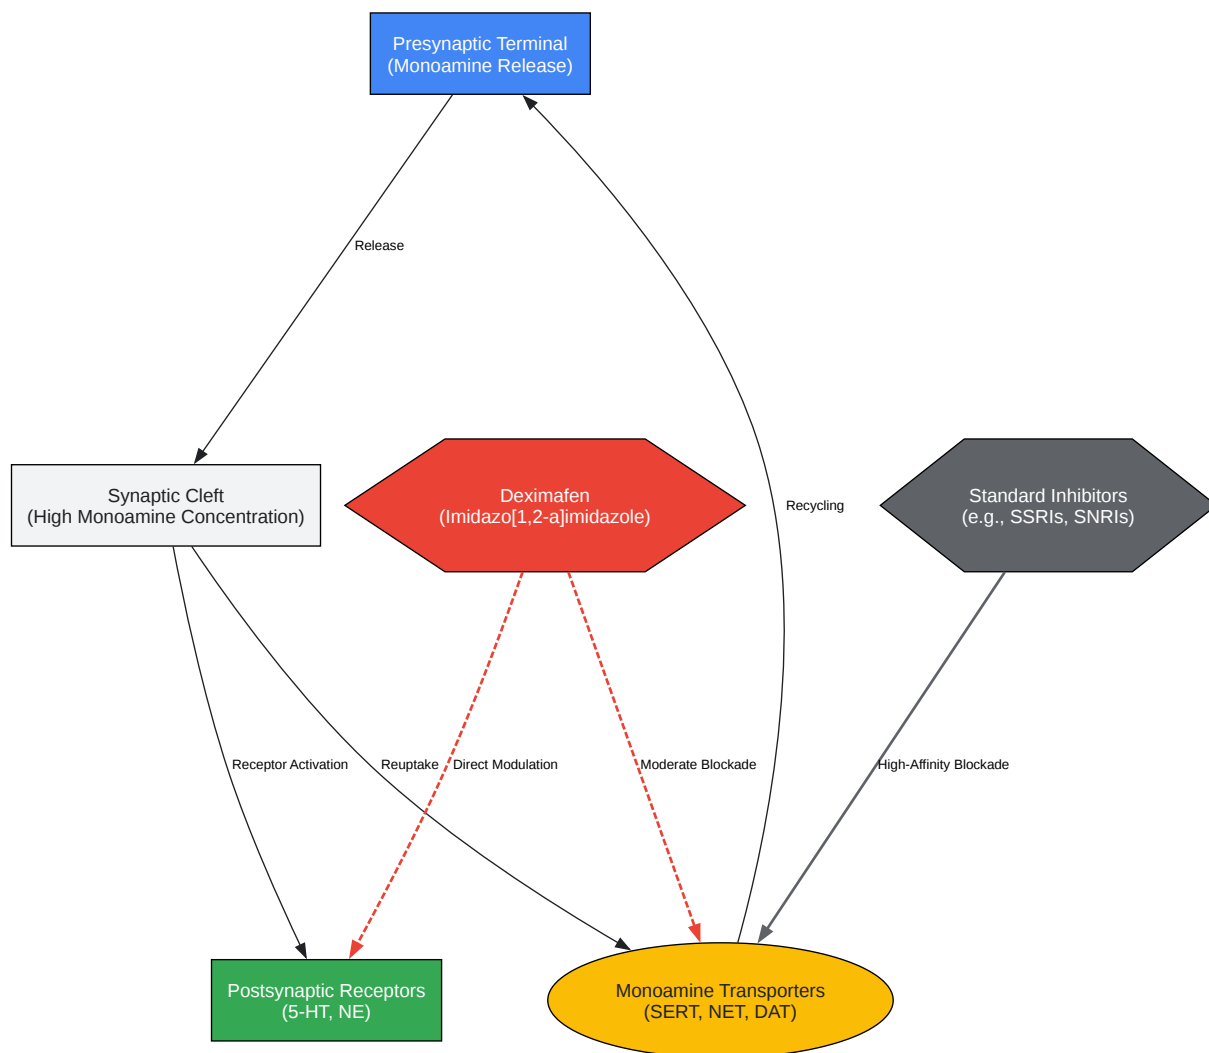 Presynaptic Terminal
(Monoamine Release)
Release
Synaptic Cleft
(High Monoamine Concentration)
Deximafen
(Imidazo[1,2-a]imidazole)
Recycling
Standard Inhibitors
(e.g., SSRIs, SNRIs)
Receptor Activation
Reuptake
Direct Modulation
Moderate Blockade
High-Affinity Blockade
Postsynaptic Receptors
(5-HT, NE)
Monoamine Transporters
(SERT, NET, DAT)